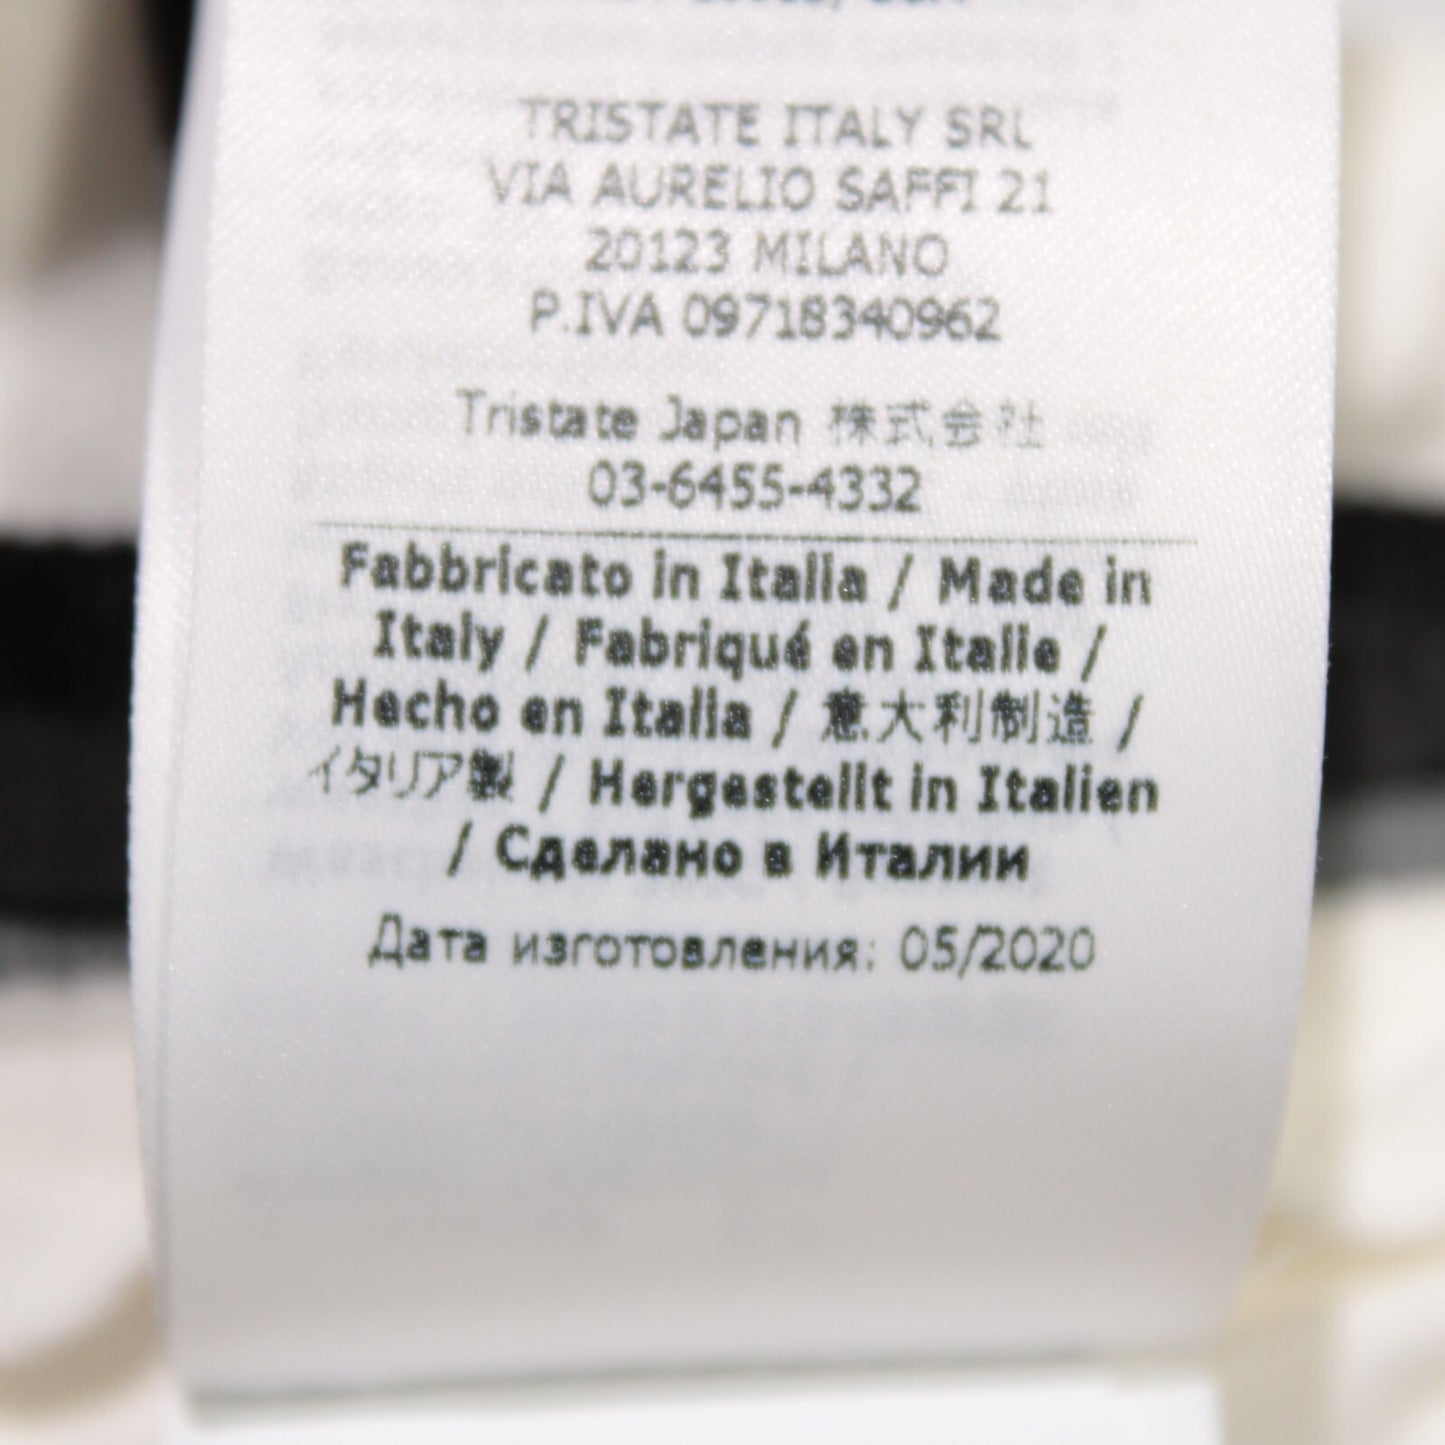 TRISTATE ITALY SRL
VIA AURELIO SAFFI 21
20123 MILANO
P.IVA 09718340962
Tristate Japan 株式会社
03-6455-4332
Fabbricato in Italia / Made in
Italy / Fabriqué en Italie /
Hecho en Italia / 意大利制造 /
イタリア製 / Hergestellt in Italien
/ Сделано в Италии
Дата изготовления: 05/2020